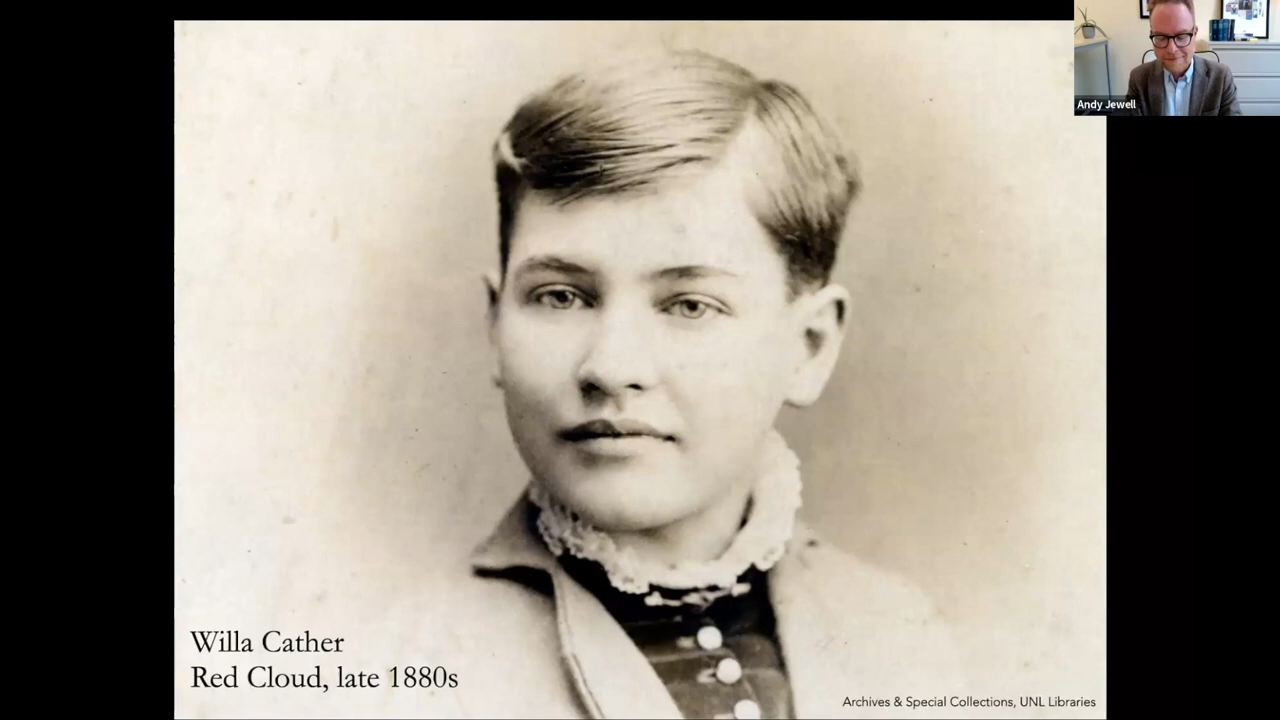 Andy Jewell
Willa Cather
Red Cloud, late 1880s
Archives & Special Collections, UNL Libraries